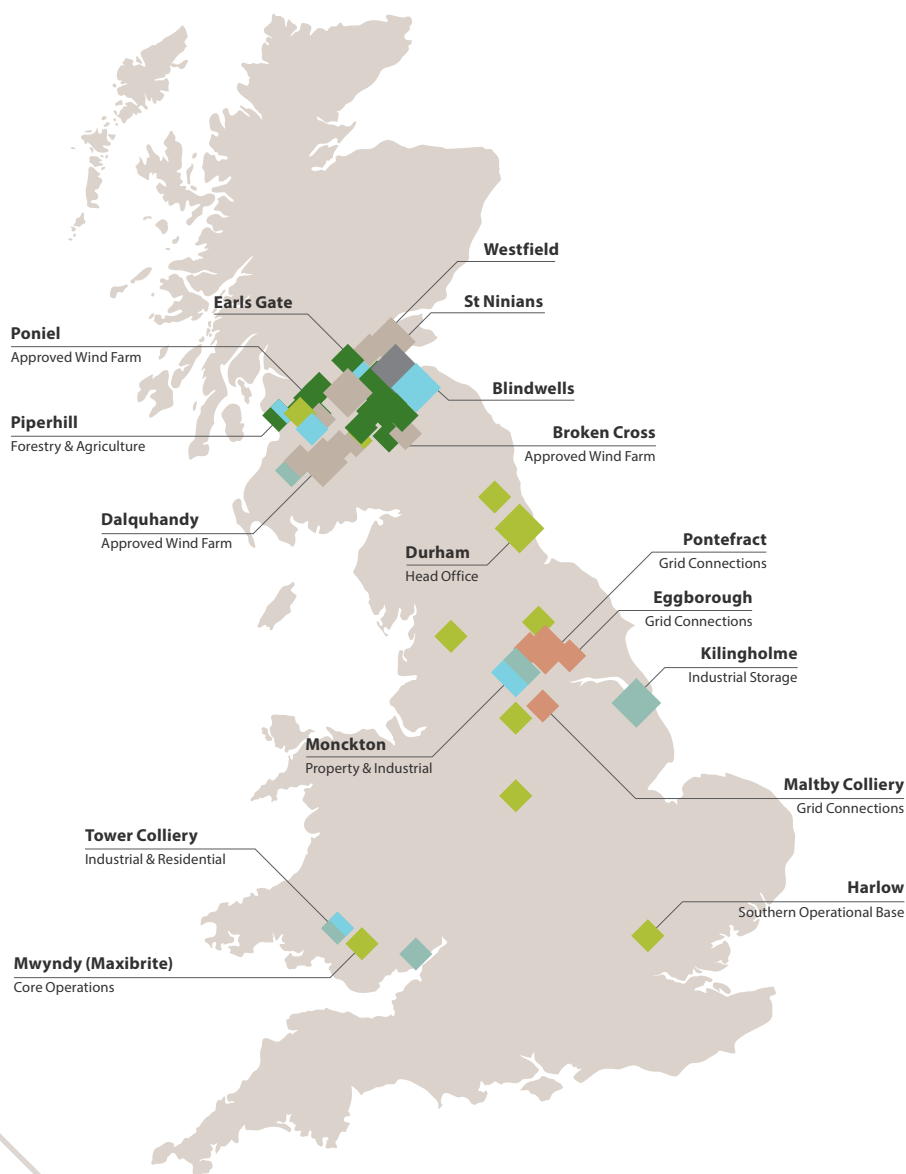 Westfield
Earls Gate
St Ninians
Poniel
Approved Wind Farm
Blindwells
Piperhill
Forestry & Agriculture
Broken Cross
Approved Wind Farm
Dalquhandy
Approved Wind Farm
Durham
Head Office
Pontefract
Grid Connections
Eggborough
Grid Connections
Kilingholme
Industrial Storage
Monckton
Property & Industrial
Maltby Colliery
Grid Connections
Tower Colliery
Industrial & Residential
Harlow
Southern Operational Base
Mwyndy (Maxibrite)
Core Operations